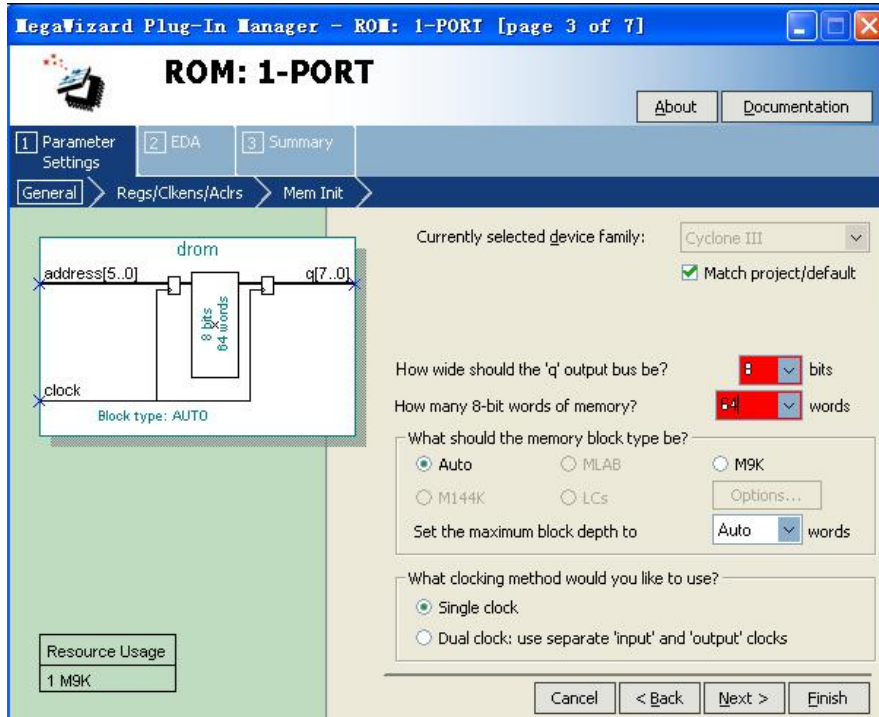 MegaWizard Plug-In Manager - ROM: 1-PORT [page 3 of 7]
ROM: 1-PORT
About Documentation
1 Parameter Settings
2 EDA
3 Summary
General Regs/Clkens/Aclrs Mem Init
drom
address[5..0]
q[7..0]
8 bits
x
64 words
clock
Block type: AUTO
Currently selected device family: Cyclone III
Match project/default
How wide should the 'q' output bus be? 8 bits
How many 8-bit words of memory? 64 words
What should the memory block type be?
Auto MLAB M9K
M144K LCs Options...
Set the maximum block depth to Auto words
What clocking method would you like to use?
Single clock
Dual clock: use separate 'input' and 'output' clocks
Resource Usage
1 M9K
Cancel < Back Next > Finish